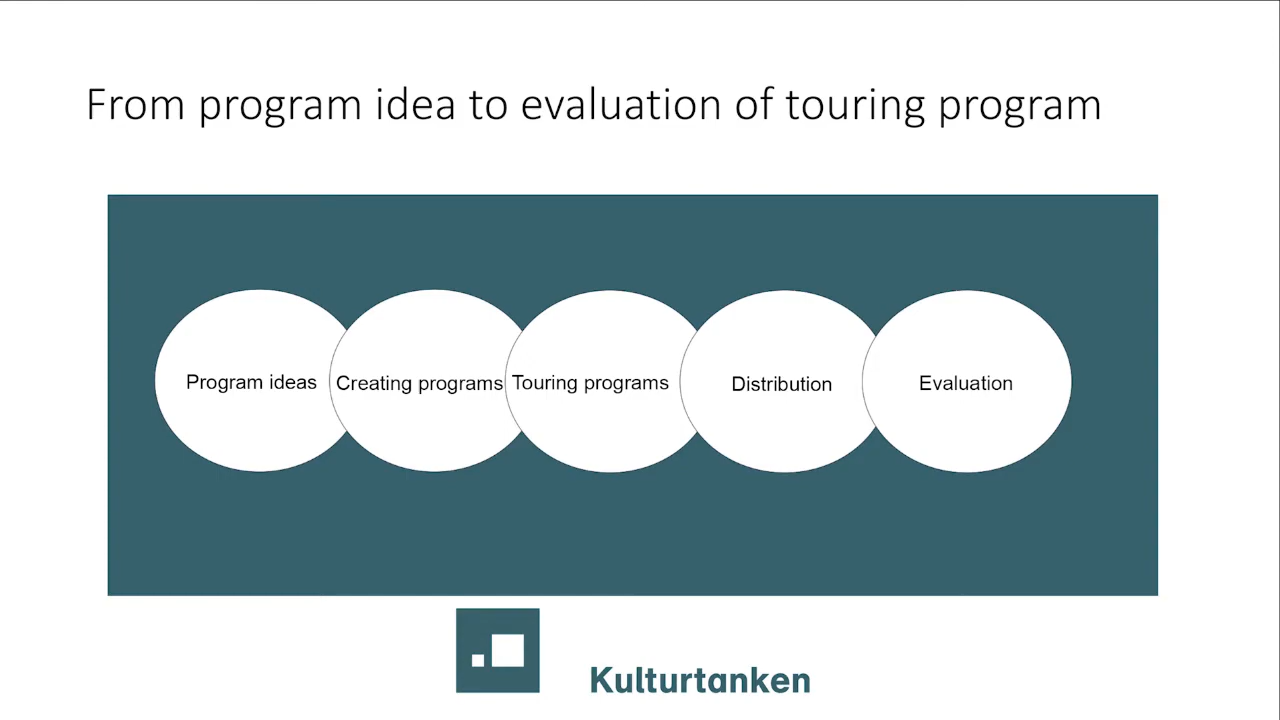 From program idea to evaluation of touring program
Program ideas
Creating programs
Touring programs
Distribution
Evaluation
Kulturtanken